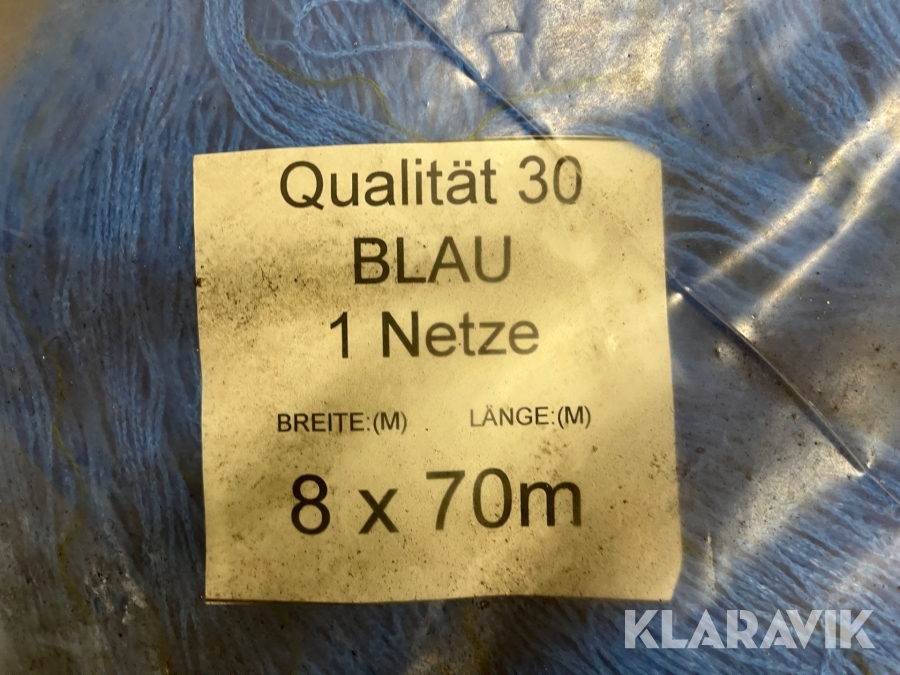 Qualität 30
BLAU
1 Netze
BREITE:(M) LÄNGE:(M)
8 x 70m
KLARAVIK